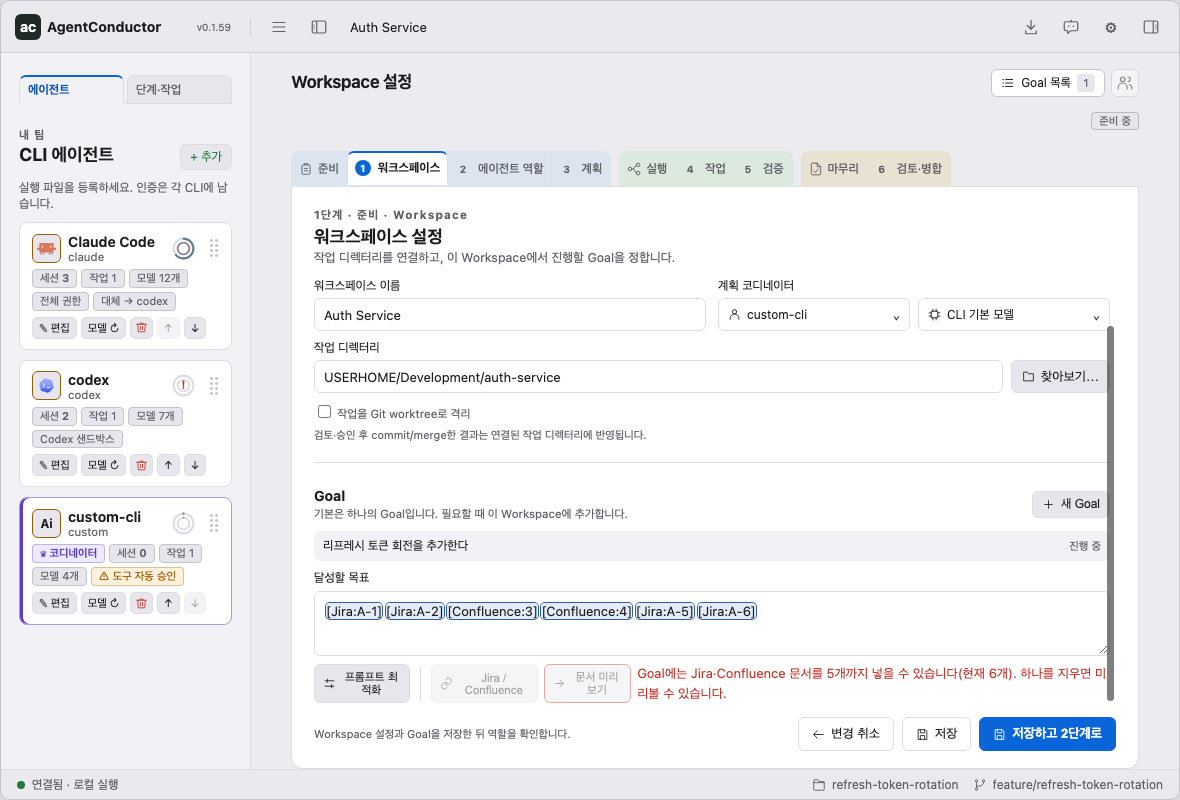 ac AgentConductor v0.1.59 Auth Service
에이전트 단계·작업
내 팀
CLI 에이전트
+ 추가
실행 파일을 등록하세요. 인증은 각 CLI에 남
습니다.
Claude Code
claude
세션 3 작업 1 모델 12개
전체 권한 대체 → codex
✎ 편집 모델 ↻ ↑ ↓
codex
codex
세션 2 작업 1 모델 7개
Codex 샌드박스
✎ 편집 모델 ↻ ↑ ↓
Ai custom-cli
custom
♛ 코디네이터 세션 0 작업 1
모델 4개 ⚠ 도구 자동 승인
✎ 편집 모델 ↻ ↑ ↓
Workspace 설정
Goal 목록 1
준비 중
준비 1 워크스페이스 2 에이전트 역할 3 계획 실행 4 작업 5 검증 마무리 6 검토·병합
1단계 · 준비 · Workspace
워크스페이스 설정
작업 디렉터리를 연결하고, 이 Workspace에서 진행할 Goal을 정합니다.
워크스페이스 이름 계획 코디네이터
Auth Service custom-cli CLI 기본 모델
작업 디렉터리
USERHOME/Development/auth-service 찾아보기...
작업을 Git worktree로 격리
검토·승인 후 commit/merge한 결과는 연결된 작업 디렉터리에 반영됩니다.
Goal
기본은 하나의 Goal입니다. 필요할 때 이 Workspace에 추가합니다.
+ 새 Goal
리프레시 토큰 회전을 추가한다 진행 중
달성할 목표
[Jira:A-1] [Jira:A-2] [Confluence:3] [Confluence:4] [Jira:A-5] [Jira:A-6]
프롬프트 최
적화
Jira /
Confluence
→ 문서 미리
보기
Goal에는 Jira·Confluence 문서를 5개까지 넣을 수 있습니다(현재 6개). 하나를 지우면 미
리볼 수 있습니다.
Workspace 설정과 Goal을 저장한 뒤 역할을 확인합니다.
← 변경 취소 저장 저장하고 2단계로
연결됨 · 로컬 실행 refresh-token-rotation feature/refresh-token-rotation